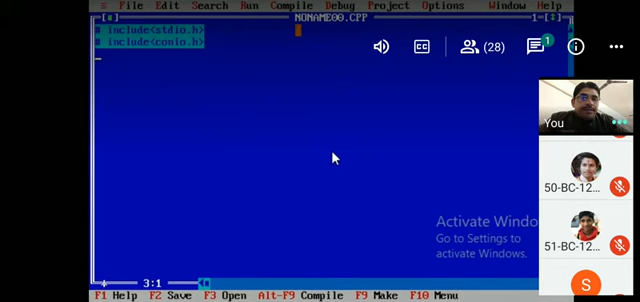 ≡ File Edit Search Run Compile Debug Project Options Window Help
[■] NONAME00.CPP 1=[↕]
# include<stdio.h>
# include<conio.h>
CC
(28)
1
You
50-BC-12...
51-BC-12...
S
Activate Windo
Go to Settings to
activate Windows.
3:1
F1 Help F2 Save F3 Open Alt-F9 Compile F9 Make F10 Menu